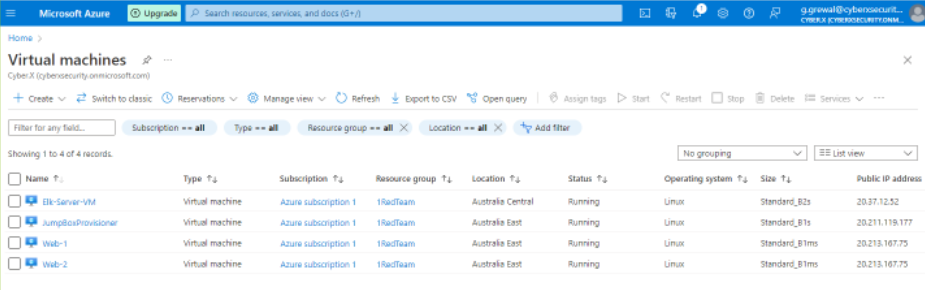 Microsoft Azure Upgrade Search resources, services, and docs (G+/) g.grewal@cyberxsecurit...
CYBER.X (CYBERXSECURITY.ONM...
Home >
Virtual machines ...
Cyber.X (cyberxsecurity.onmicrosoft.com)
+ Create Switch to classic Reservations Manage view Refresh Export to CSV Open query Assign tags Start Restart Stop Delete Services ...
Filter for any field... Subscription == all Type == all Resource group == all Location == all Add filter
Showing 1 to 4 of 4 records. No grouping List view
Name Type Subscription Resource group Location Status Operating system Size Public IP address
Elk-Server-VM Virtual machine Azure subscription 1 1RedTeam Australia Central Running Linux Standard_B2s 20.37.12.52
JumpBoxProvisioner Virtual machine Azure subscription 1 1RedTeam Australia East Running Linux Standard_B1s 20.211.119.177
Web-1 Virtual machine Azure subscription 1 1RedTeam Australia East Running Linux Standard_B1ms 20.213.167.75
Web-2 Virtual machine Azure subscription 1 1RedTeam Australia East Running Linux Standard_B1ms 20.213.167.75